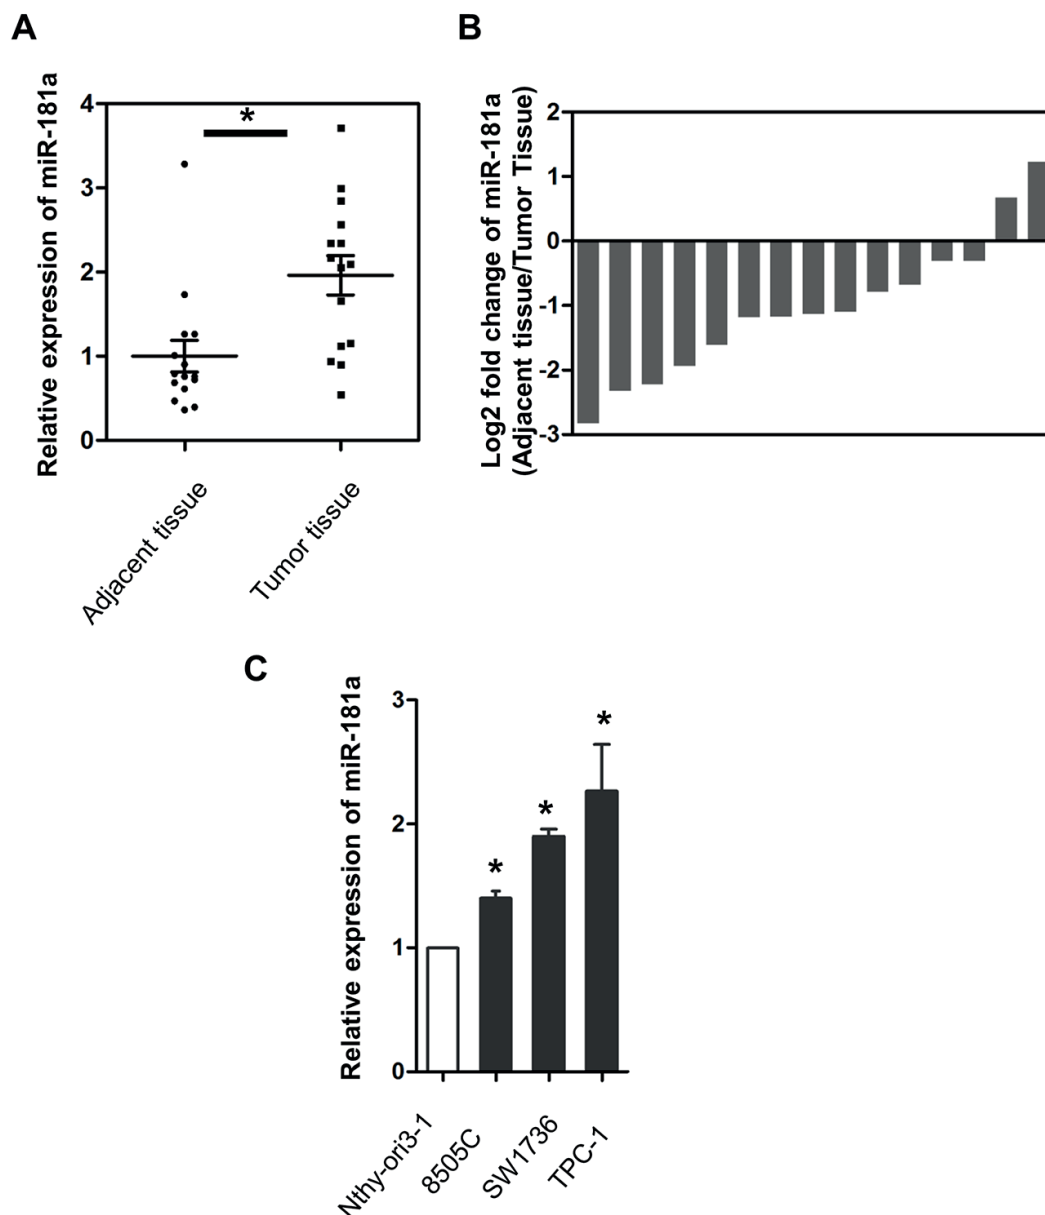 A
Relative expression of miR-181a
4
3
2
1
0
*
Adjacent tissue
Tumor tissue
B
Log2 fold change of miR-181a
(Adjacent tissue/Tumor Tissue)
2
1
0
-1
-2
-3
C
Relative expression of miR-181a
3
2
1
0
*
*
*
Nthy-ori3-1
8505C
SW1736
TPC-1